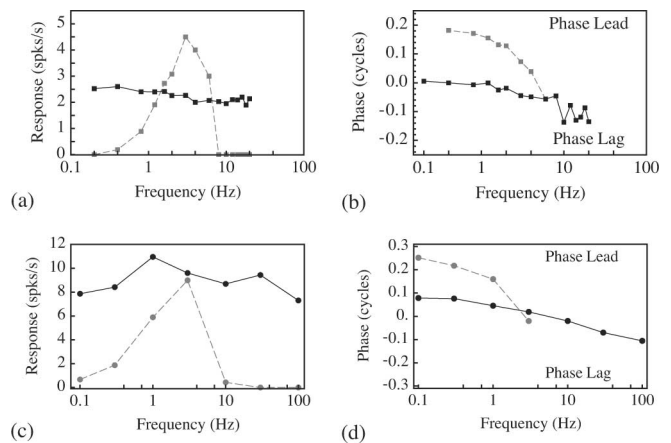 5
4
3
2
1
0
Response (spks/s)
0.1
1
10
100
Frequency (Hz)
(a)
0.2
0.1
0.0
-0.1
-0.2
Phase (cycles)
Phase Lead
Phase Lag
0.1
1
10
100
Frequency (Hz)
(b)
12
10
8
6
4
2
0
Response (spks/s)
0.1
1
10
100
Frequency (Hz)
(c)
0.3
0.2
0.1
0.
-0.1
-0.2
-0.3
Phase (cycles)
Phase Lead
Phase Lag
0.1
1
10
100
Frequency (Hz)
(d)